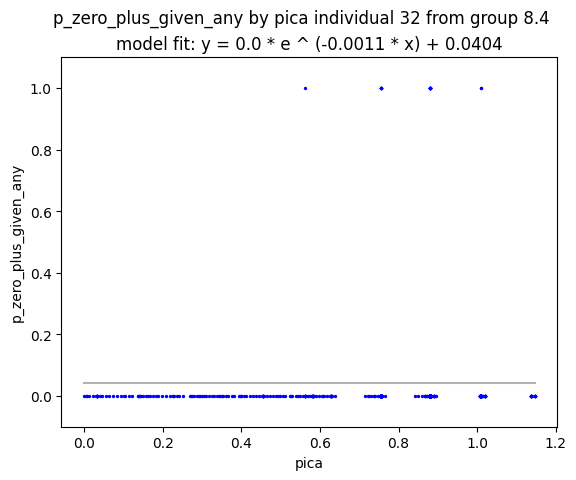 p_zero_plus_given_any by pica individual 32 from group 8.4
model fit: y = 0.0 * e ^ (-0.0011 * x) + 0.0404
1.0
0.8
0.6
0.4
0.2
0.0
p_zero_plus_given_any
0.0 0.2 0.4 0.6 0.8 1.0 1.2
pica